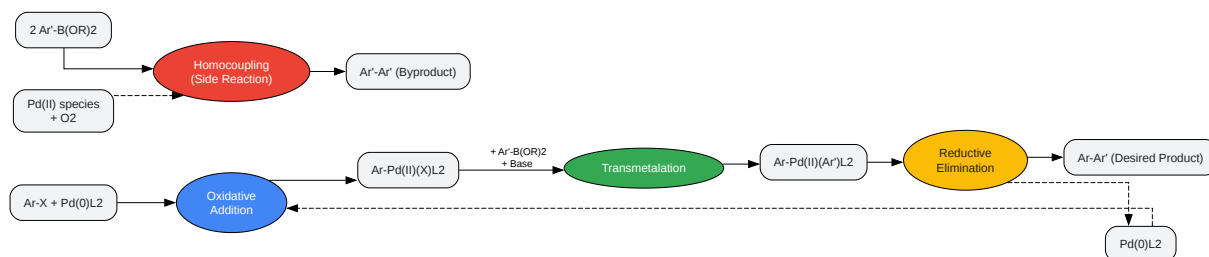 2 Ar'-B(OR)2
Homocoupling
(Side Reaction)
Ar'-Ar' (Byproduct)
Pd(II) species
+ O2
Ar-X + Pd(0)L2
Oxidative
Addition
Ar-Pd(II)(X)L2
+ Ar'-B(OR)2
+ Base
Transmetalation
Ar-Pd(II)(Ar')L2
Reductive
Elimination
Ar-Ar' (Desired Product)
Pd(0)L2